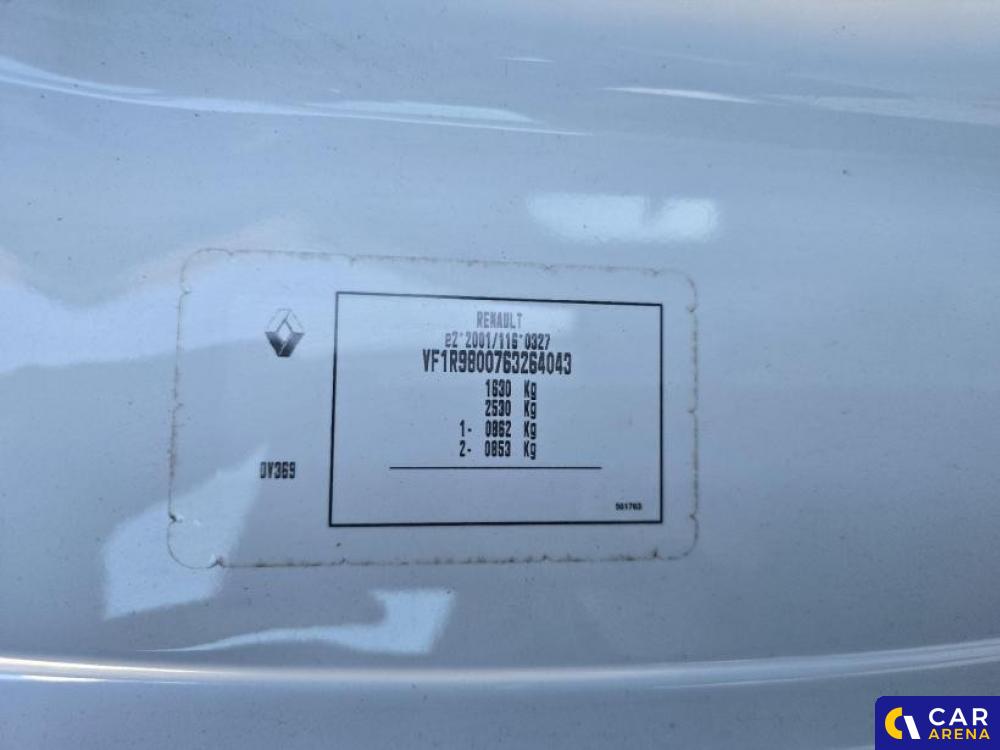 RENAULT
e2*2001/116*0327
VF1R9800763264043
1630 Kg
2530 Kg
1- 0862 Kg
2- 0853 Kg
DV369
501763
CAR
ARENA